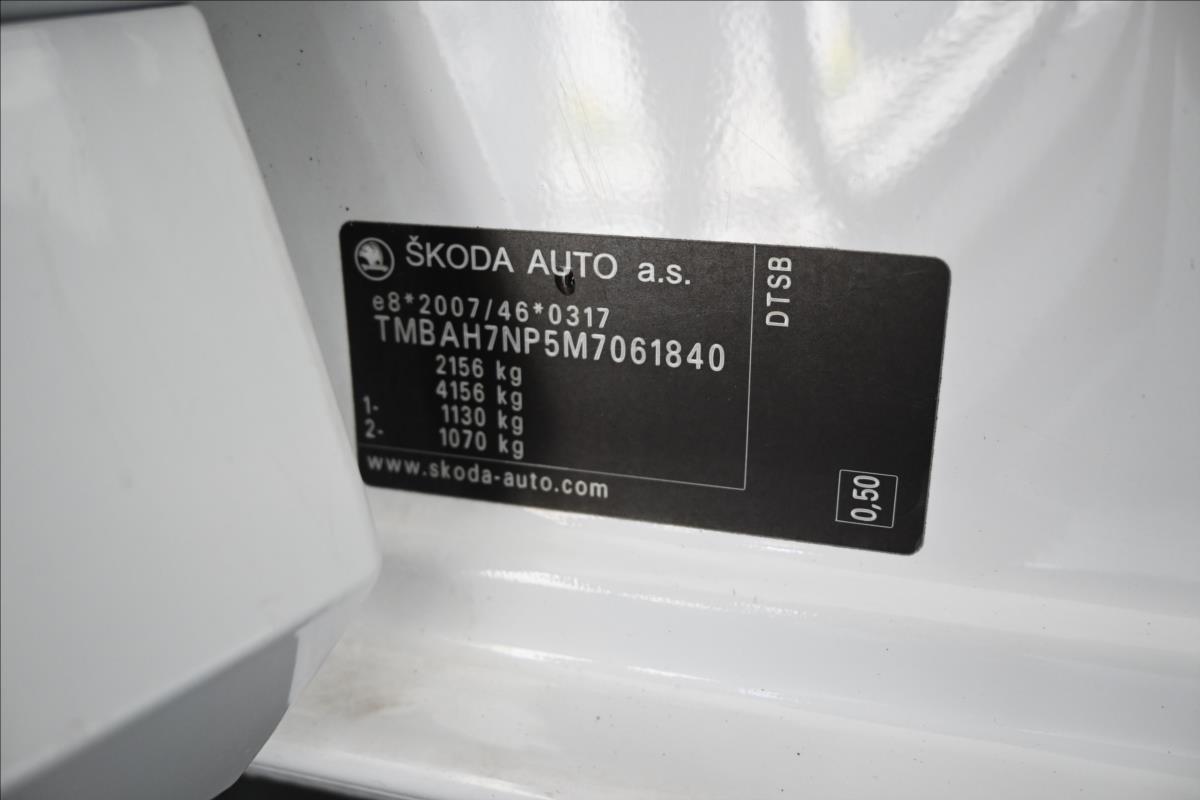 ŠKODA AUTO a.s.
e8*2007/46*0317
TMBAH7NP5M7061840
2156 kg
4156 kg
1- 1130 kg
2- 1070 kg
www.skoda-auto.com
DTSB
0,50